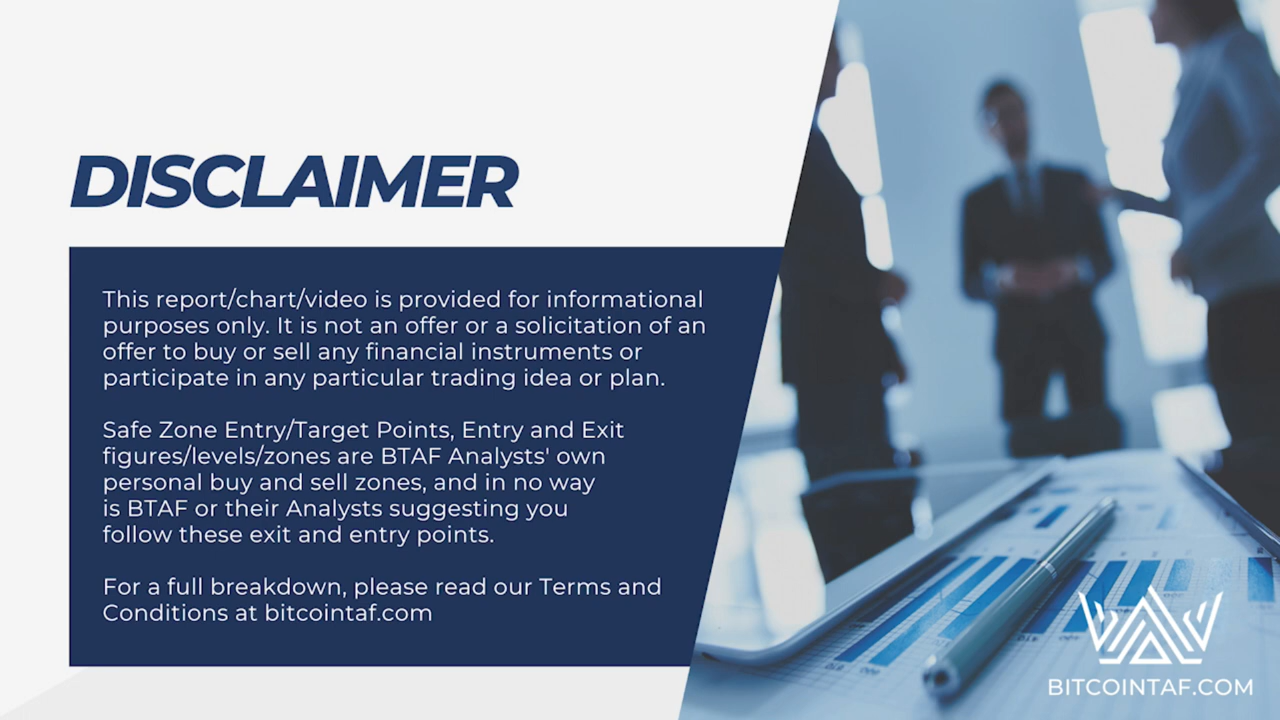 DISCLAIMER
This report/chart/video is provided for informational
purposes only. It is not an offer or a solicitation of an
offer to buy or sell any financial instruments or
participate in any particular trading idea or plan.
Safe Zone Entry/Target Points, Entry and Exit
figures/levels/zones are BTAF Analysts' own
personal buy and sell zones, and in no way
is BTAF or their Analysts suggesting you
follow these exit and entry points.
For a full breakdown, please read our Terms and
Conditions at bitcointaf.com
BITCOINTAF.COM